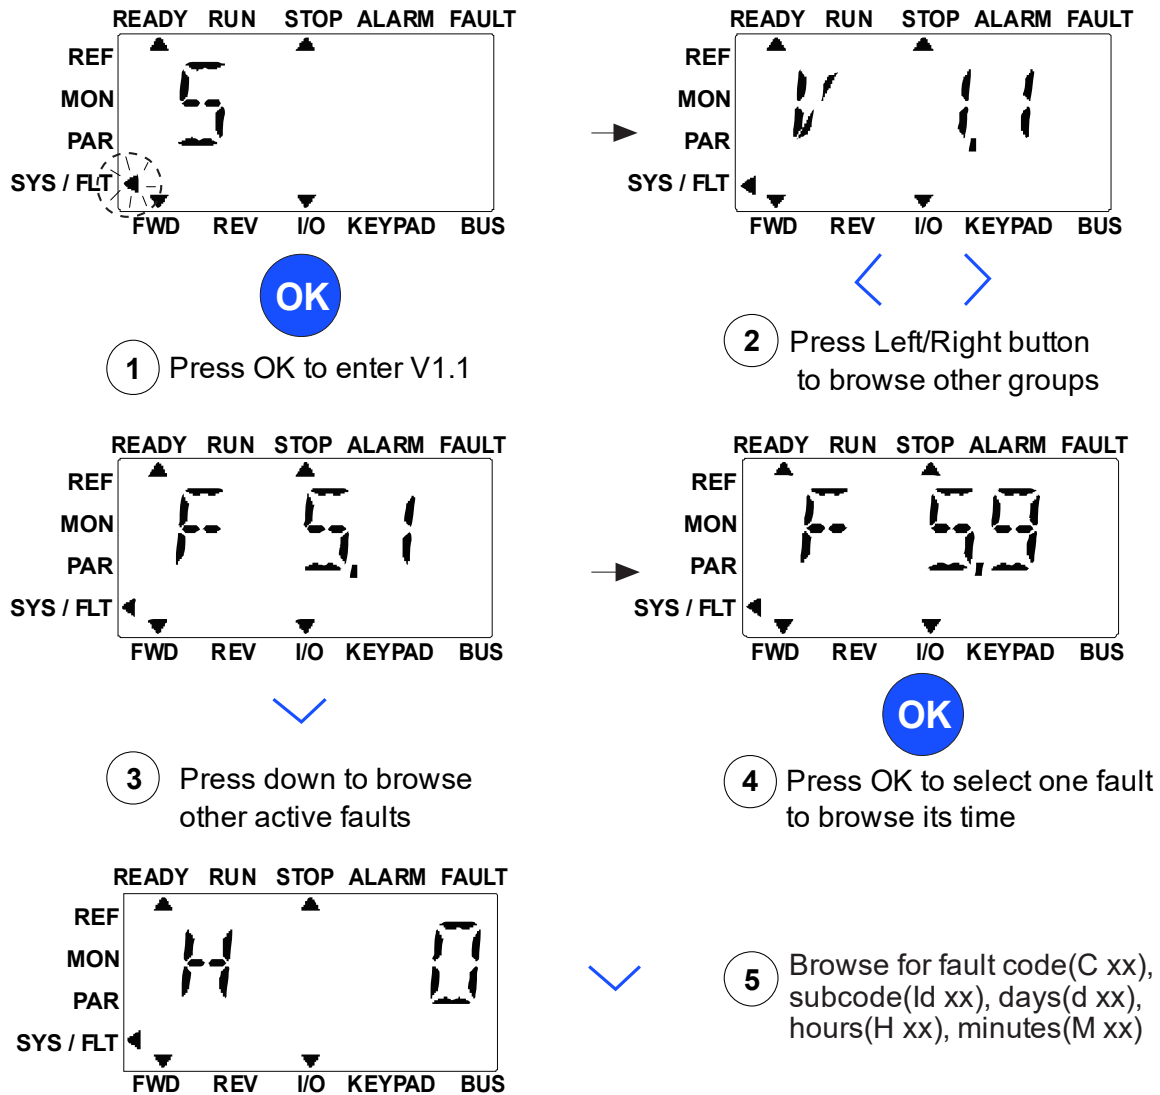 READY RUN STOP ALARM FAULT
REF
MON
PAR
SYS / FLT
S
FWD REV I/O KEYPAD BUS
OK
1 Press OK to enter V1.1
READY RUN STOP ALARM FAULT
REF
MON
PAR
SYS / FLT
V 1.1
FWD REV I/O KEYPAD BUS
2 Press Left/Right button
to browse other groups
READY RUN STOP ALARM FAULT
REF
MON
PAR
SYS / FLT
F 5.1
FWD REV I/O KEYPAD BUS
3 Press down to browse
other active faults
READY RUN STOP ALARM FAULT
REF
MON
PAR
SYS / FLT
F 5.9
FWD REV I/O KEYPAD BUS
OK
4 Press OK to select one fault
to browse its time
READY RUN STOP ALARM FAULT
REF
MON
PAR
SYS / FLT
H 0
FWD REV I/O KEYPAD BUS
5 Browse for fault code(C xx),
subcode(Id xx), days(d xx),
hours(H xx), minutes(M xx)